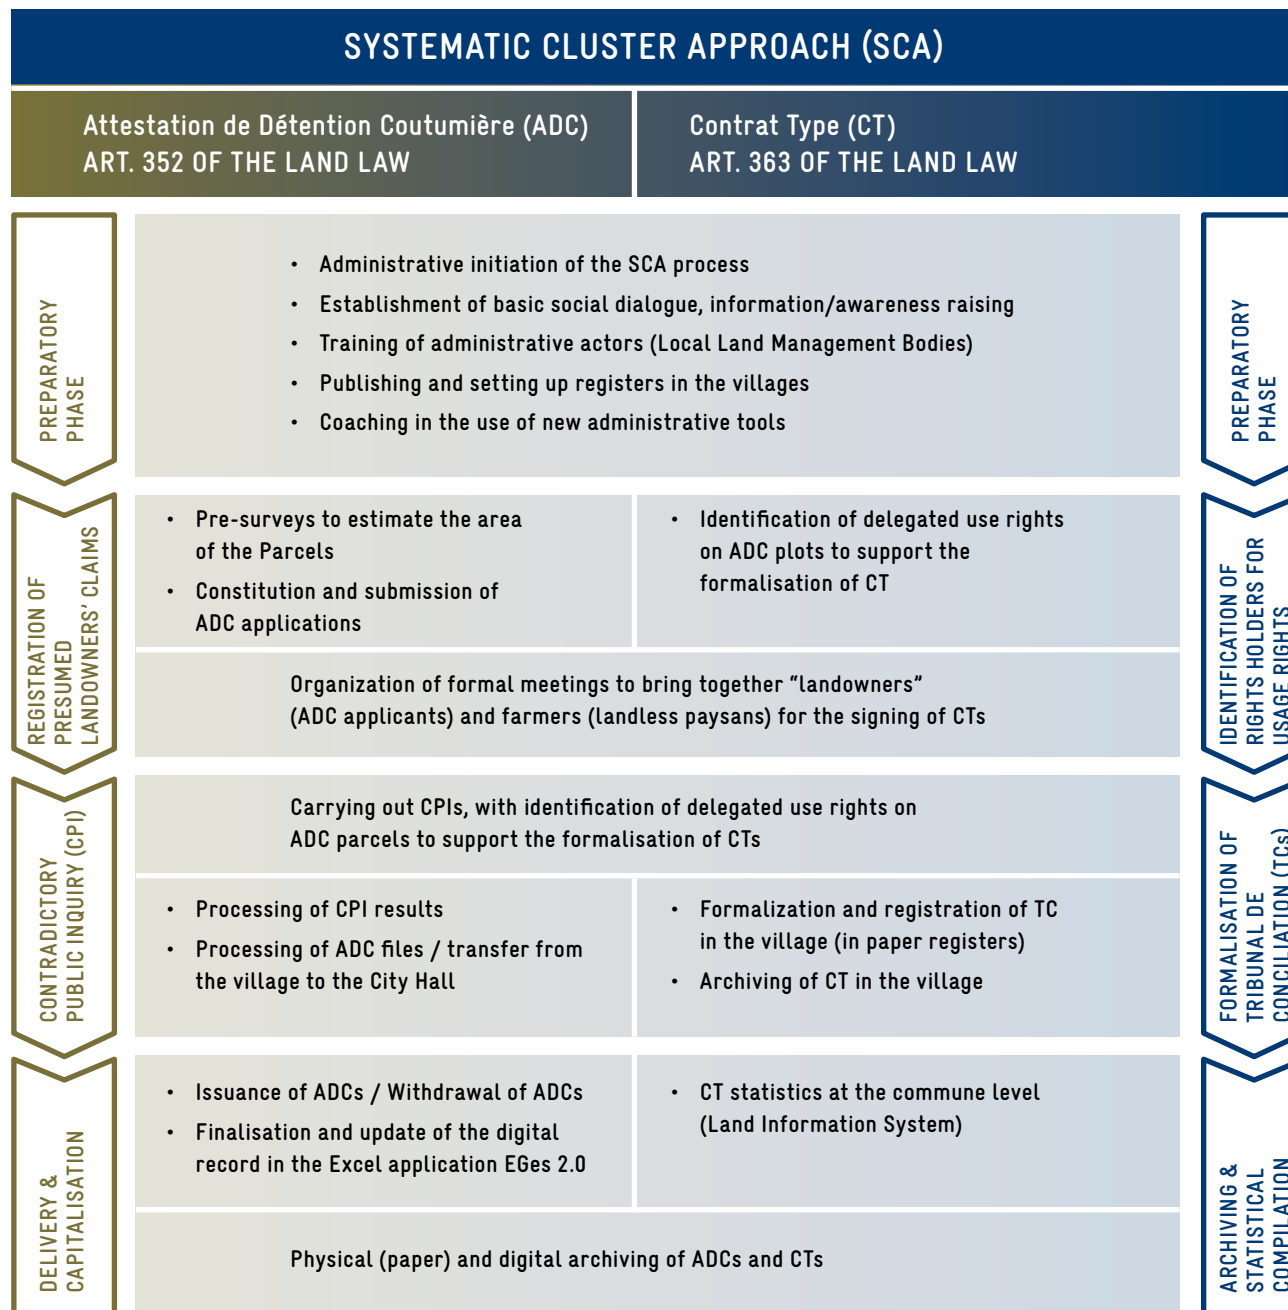 SYSTEMATIC CLUSTER APPROACH (SCA)
Attestation de Détention Coutumière (ADC)
ART. 352 OF THE LAND LAW
Contrat Type (CT)
ART. 363 OF THE LAND LAW
PREPARATORY
PHASE
• Administrative initiation of the SCA process
• Establishment of basic social dialogue, information/awareness raising
• Training of administrative actors (Local Land Management Bodies)
• Publishing and setting up registers in the villages
• Coaching in the use of new administrative tools
PREPARATORY
PHASE
REGISTRATION OF
PRESUMED
LANDOWNERS' CLAIMS
• Pre-surveys to estimate the area
of the Parcels
• Constitution and submission of
ADC applications
• Identification of delegated use rights
on ADC plots to support the
formalisation of CT
Organization of formal meetings to bring together “landowners”
(ADC applicants) and farmers (landless paysans) for the signing of CTs
IDENTIFICATION OF
RIGHTS HOLDERS FOR
USAGE RIGHTS
CONTRADICTORY
PUBLIC INQUIRY (CPI)
Carrying out CPIs, with identification of delegated use rights on
ADC parcels to support the formalisation of CTs
• Processing of CPI results
• Processing of ADC files / transfer from
the village to the City Hall
• Formalization and registration of TC
in the village (in paper registers)
• Archiving of CT in the village
FORMALISATION OF
TRIBUNAL DE
CONCILIATION (TCs)
DELIVERY &
CAPITALISATION
• Issuance of ADCs / Withdrawal of ADCs
• Finalisation and update of the digital
record in the Excel application EGes 2.0
• CT statistics at the commune level
(Land Information System)
Physical (paper) and digital archiving of ADCs and CTs
ARCHIVING &
STATISTICAL
COMPILATION